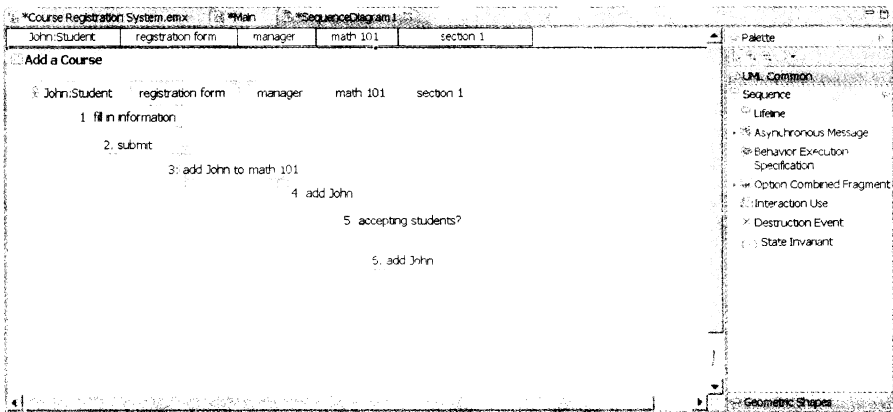 *Course Registration System.emx *Main *SequenceDiagram1
John:Student registration form manager math 101 section 1
Add a Course
John:Student registration form manager math 101 section 1
1 fill in information
2. submit
3: add John to math 101
4 add John
5 accepting students?
6. add John
Palette
UML Common
Sequence
Lifeline
Asynchronous Message
Behavior Execution
Specification
Option Combined Fragment
Interaction Use
Destruction Event
State Invariant
Geometric Shapes